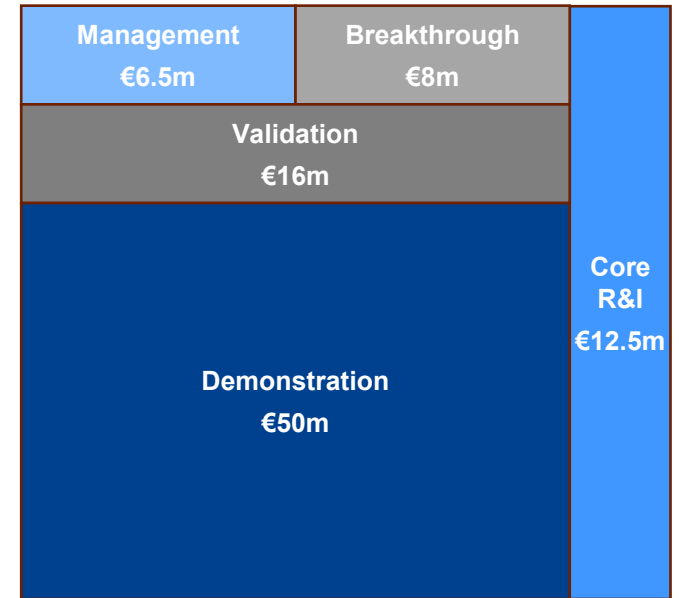 Management
€6.5m
Breakthrough
€8m
Validation
€16m
Core
R&I
€12.5m
Demonstration
€50m